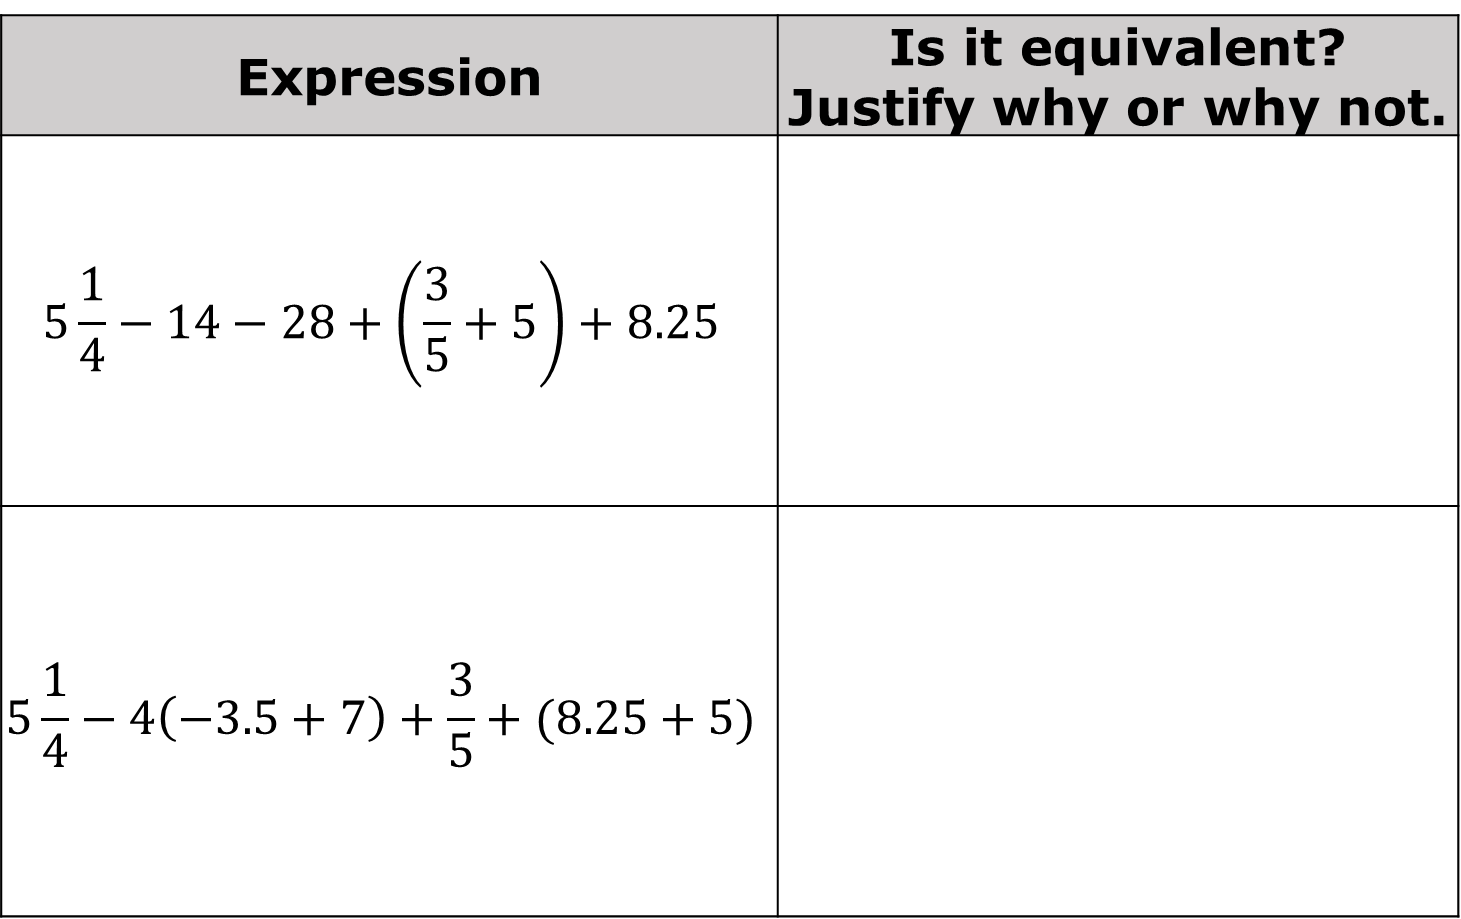 Expression
Is it equivalent?
Justify why or why not.
5 1/4 − 14 − 28 + (3/5 + 5) + 8.25
5 1/4 − 4(−3.5 + 7) + 3/5 + (8.25 + 5)